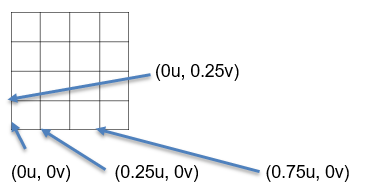 (0u, 0.25v)
(0u, 0v)
(0.25u, 0v)
(0.75u, 0v)